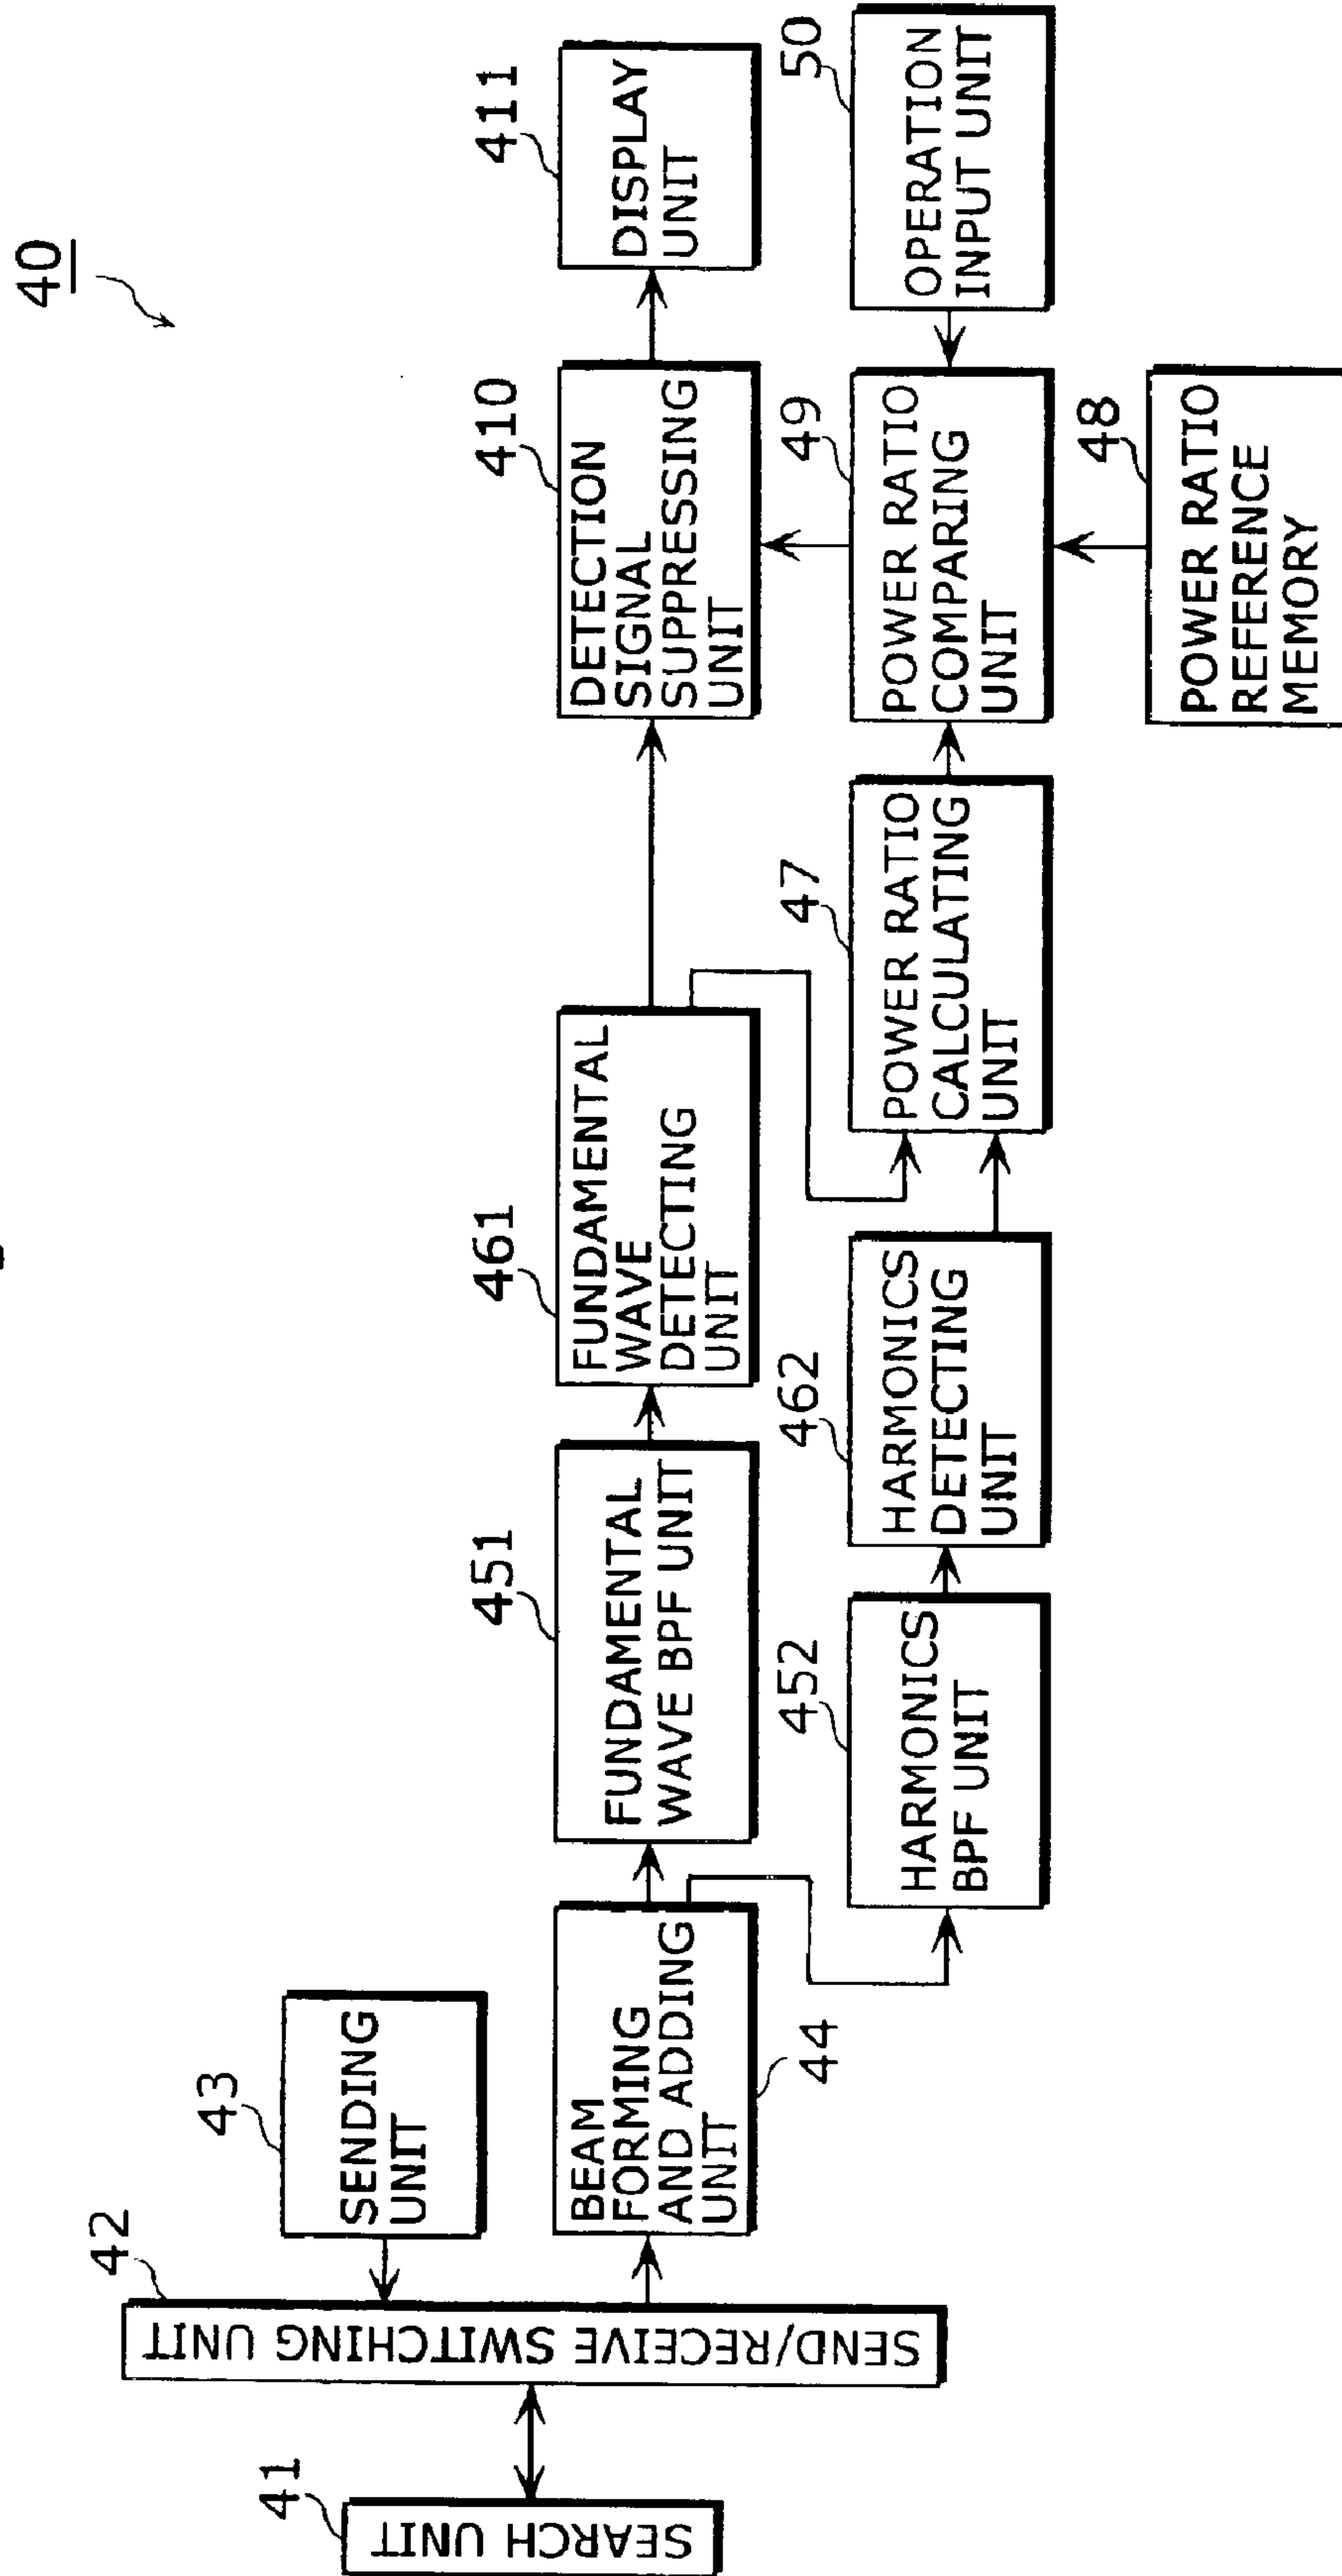 40
41
SEARCH UNIT
42
SEND/RECEIVE SWITCHING UNIT
43
SENDING
UNIT
BEAM
FORMING
AND ADDING
UNIT
44
451
FUNDAMENTAL
WAVE BPF UNIT
452
HARMONICS
BPF UNIT
461
FUNDAMENTAL
WAVE
DETECTING
UNIT
462
HARMONICS
DETECTING
UNIT
47
POWER RATIO
CALCULATING
UNIT
410
DETECTION
SIGNAL
SUPPRESSING
UNIT
49
POWER RATIO
COMPARING
UNIT
48
POWER RATIO
REFERENCE
MEMORY
411
DISPLAY
UNIT
50
OPERATION
INPUT UNIT